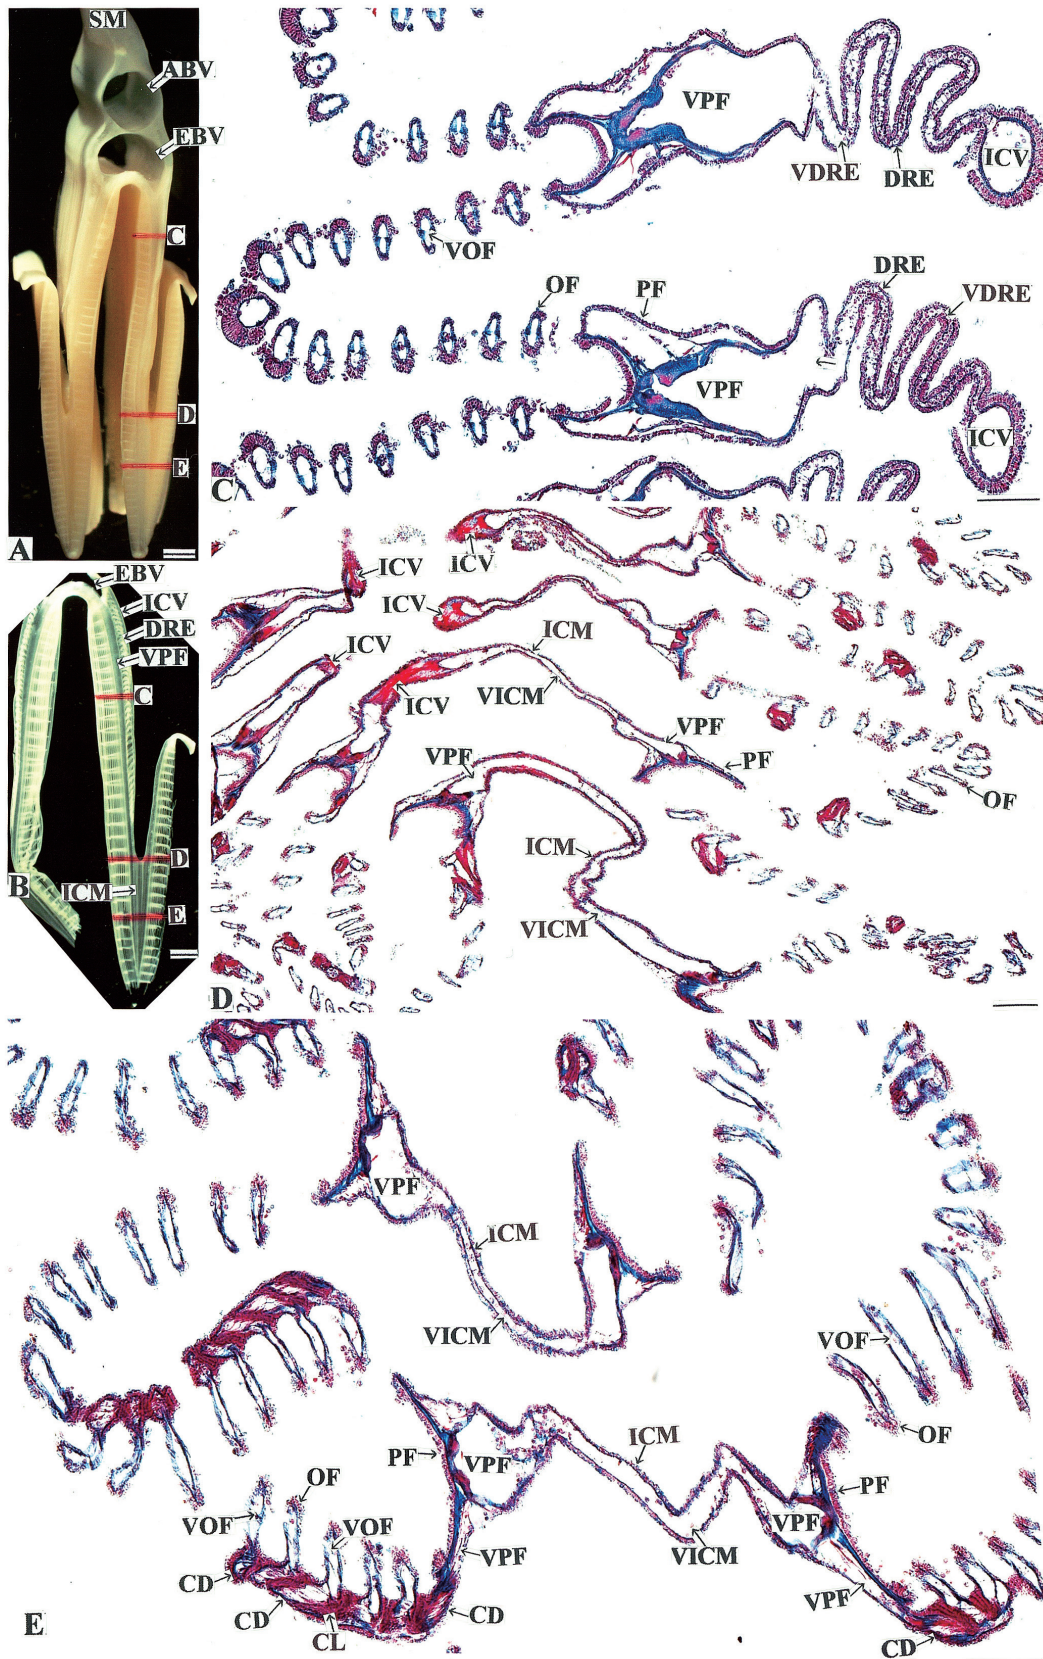 SM
ABV
EBV
C
D
E
A
EBV
ICV
DRE
VPF
C
D
B
ICM
E
VPF
VDRE
DRE
ICV
VOF
OF
PF
DRE
VDRE
VPF
ICV
C
ICV
ICV
ICV
ICV
ICM
ICV
VICM
VPF
PF
VPF
OF
ICM
VICM
D
VPF
ICM
VICM
VOF
OF
ICM
PF
VPF
PF
OF
VOF
VOF
VPF
VPF
VICM
CD
CD
CD
VPF
CL
CD
E